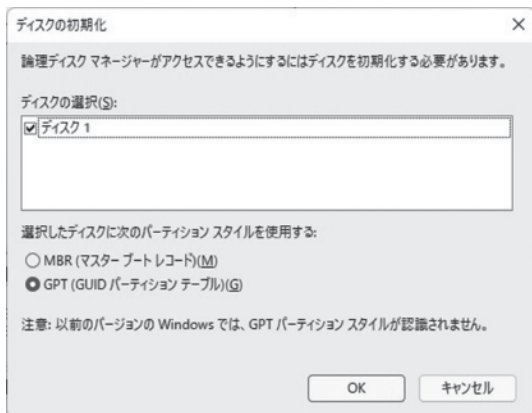 ディスクの初期化
論理ディスク マネージャーがアクセスできるようにするにはディスクを初期化する必要があります。
ディスクの選択(S):
ディスク 1
選択したディスクに次のパーティション スタイルを使用する:
MBR (マスター ブート レコード)(M)
GPT (GUID パーティション テーブル)(G)
注意: 以前のバージョンの Windows では、GPT パーティション スタイルが認識されません。
OK キャンセル